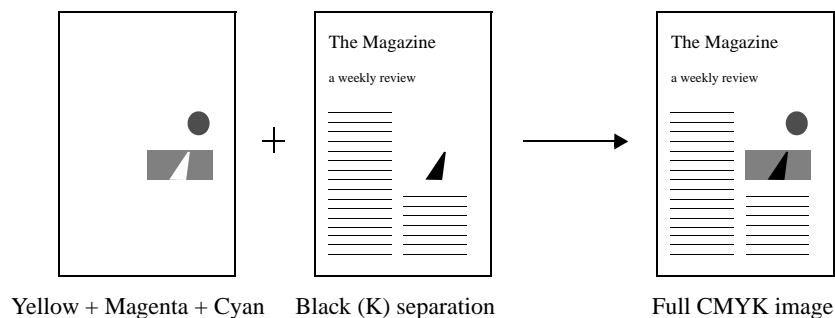 The Magazine
a weekly review
The Magazine
a weekly review
Yellow + Magenta + Cyan
Black (K) separation
Full CMYK image